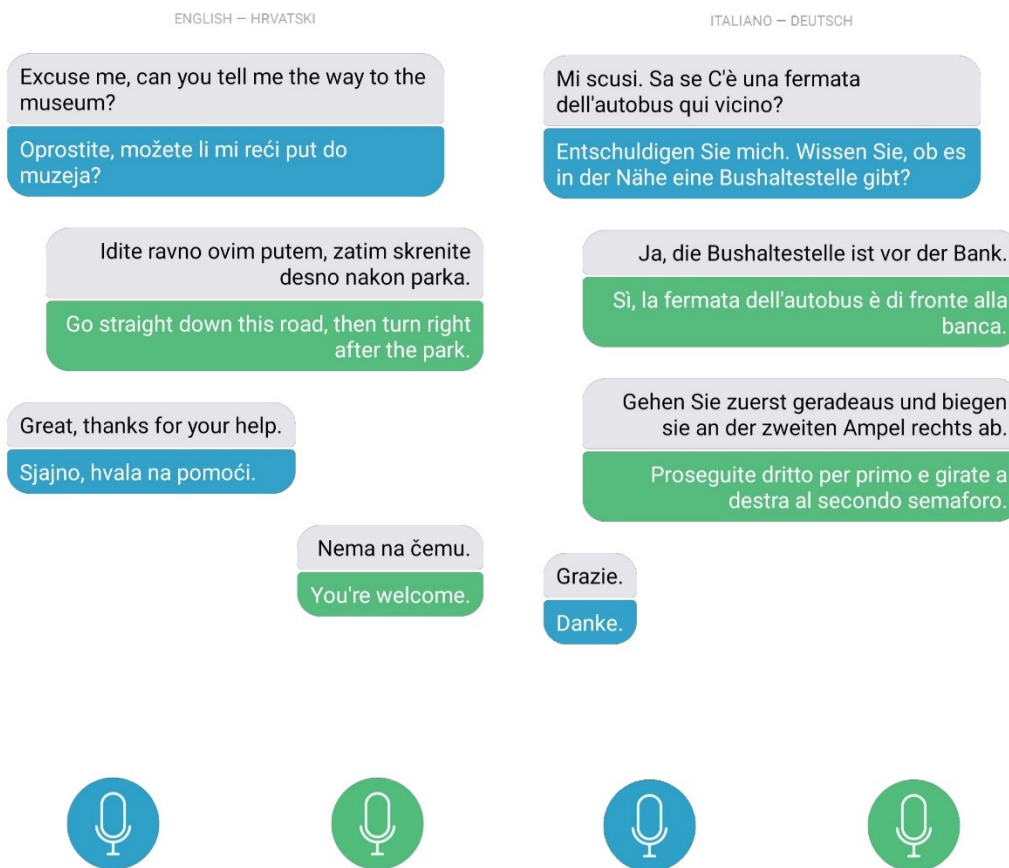 ENGLISH — HRVATSKI
Excuse me, can you tell me the way to the
museum?
Oprostite, možete li mi reći put do
muzeja?
Idite ravno ovim putem, zatim skrenite
desno nakon parka.
Go straight down this road, then turn right
after the park.
Great, thanks for your help.
Sjajno, hvala na pomoći.
Nema na čemu.
You're welcome.
ITALIANO — DEUTSCH
Mi scusi. Sa se C'è una fermata
dell'autobus qui vicino?
Entschuldigen Sie mich. Wissen Sie, ob es
in der Nähe eine Bushaltestelle gibt?
Ja, die Bushaltestelle ist vor der Bank.
Sì, la fermata dell'autobus è di fronte alla
banca.
Gehen Sie zuerst geradeaus und biegen
sie an der zweiten Ampel rechts ab.
Proseguite dritto per primo e girate a
destra al secondo semaforo.
Grazie.
Danke.